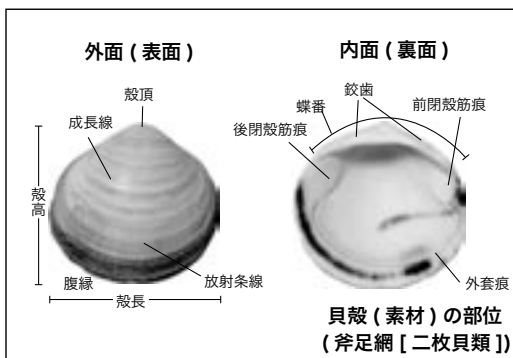 外面 ( 表面 )
殻頂
成長線
殻高
腹縁
放射条線
殻長
内面 ( 裏面 )
鉸歯
蝶番
前閉殻筋痕
後閉殻筋痕
外套痕
貝殻 ( 素材 ) の部位
( 斧足網 [ 二枚貝類 ] )